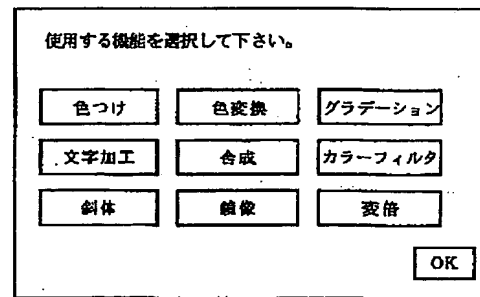 使用する機能を選択して下さい。
色つけ 色変換 グラデーション
文字加工 合成 カラーフィルタ
斜体 鏡像 変倍
OK